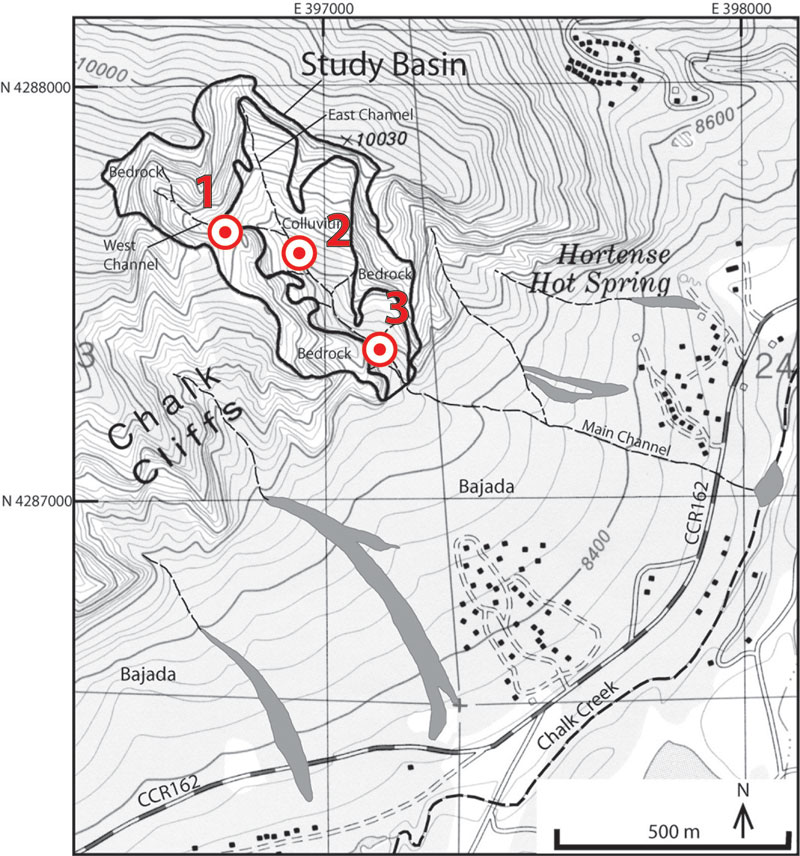 E 397000
E 398000
N 4288000
10000
Study Basin
East Channel
×10030
8600
Bedrock
1
Colluvium
2
West
Channel
Bedrock
Hortense
Hot Spring
3
3
Bedrock
24
Chalk
Cliffs
Main Channel
N 4287000
Bajada
CCR162
8400
Bajada
Chalk Creek
CCR162
N
500 m